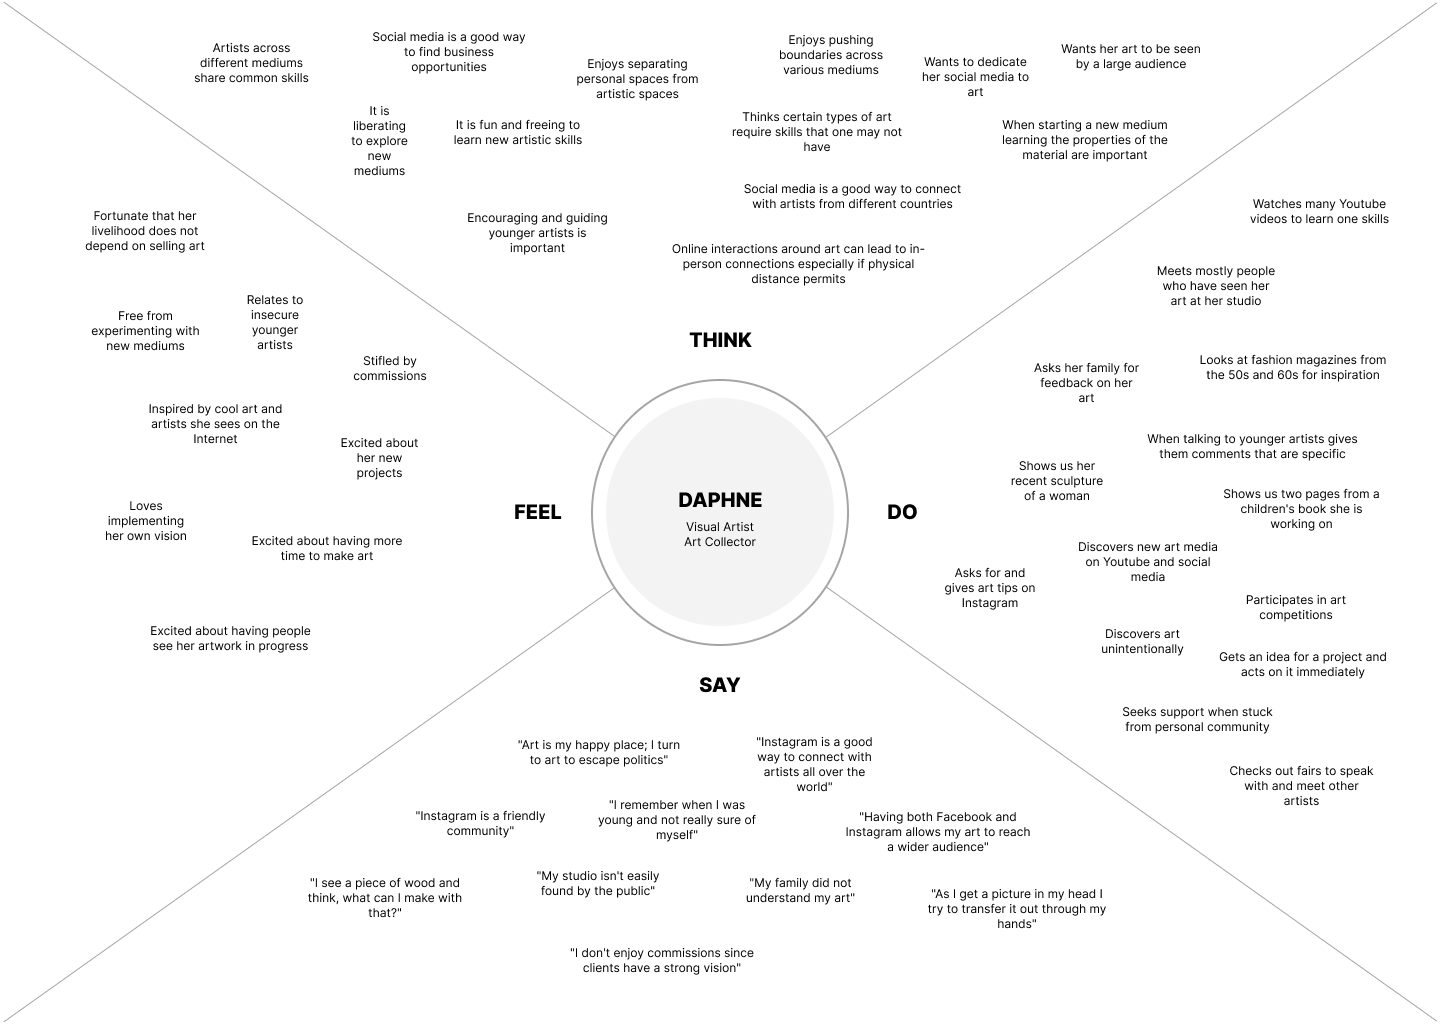 Artists across
different mediums
share common skills
Social media is a good way
to find business
opportunities
Enjoys separating
personal spaces from
artistic spaces
Enjoys pushing
boundaries across
various mediums
Wants to dedicate
her social media to
art
Wants her art to be seen
by a large audience
It is
liberating
to explore
new
mediums
It is fun and freeing to
learn new artistic skills
Thinks certain types of art
require skills that one may not
have
When starting a new medium
learning the properties of the
material are important
Social media is a good way to connect
with artists from different countries
Encouraging and guiding
younger artists is
important
Online interactions around art can lead to in-
person connections especially if physical
distance permits
THINK
Fortunate that her
livelihood does not
depend on selling art
Free from
experimenting with
new mediums
Relates to
insecure
younger
artists
Stifled by
commissions
Inspired by cool art and
artists she sees on the
Internet
Excited about
her new
projects
Loves
implementing
her own vision
Excited about having more
time to make art
Excited about having people
see her artwork in progress
FEEL
DAPHNE
Visual Artist
Art Collector
DO
Watches many Youtube
videos to learn one skills
Meets mostly people
who have seen her
art at her studio
Asks her family for
feedback on her
art
Looks at fashion magazines from
the 50s and 60s for inspiration
When talking to younger artists gives
them comments that are specific
Shows us her
recent sculpture
of a woman
Shows us two pages from a
children's book she is
working on
Discovers new art media
on Youtube and social
media
Asks for and
gives art tips on
Instagram
Participates in art
competitions
Discovers art
unintentionally
Gets an idea for a project and
acts on it immediately
Seeks support when stuck
from personal community
Checks out fairs to speak
with and meet other
artists
SAY
"Art is my happy place; I turn
to art to escape politics"
"Instagram is a good
way to connect with
artists all over the
world"
"Instagram is a friendly
community"
"I remember when I was
young and not really sure of
myself"
"Having both Facebook and
Instagram allows my art to reach
a wider audience"
"I see a piece of wood and
think, what can I make with
that?"
"My studio isn't easily
found by the public"
"My family did not
understand my art"
"As I get a picture in my head I
try to transfer it out through my
hands"
"I don't enjoy commissions since
clients have a strong vision"